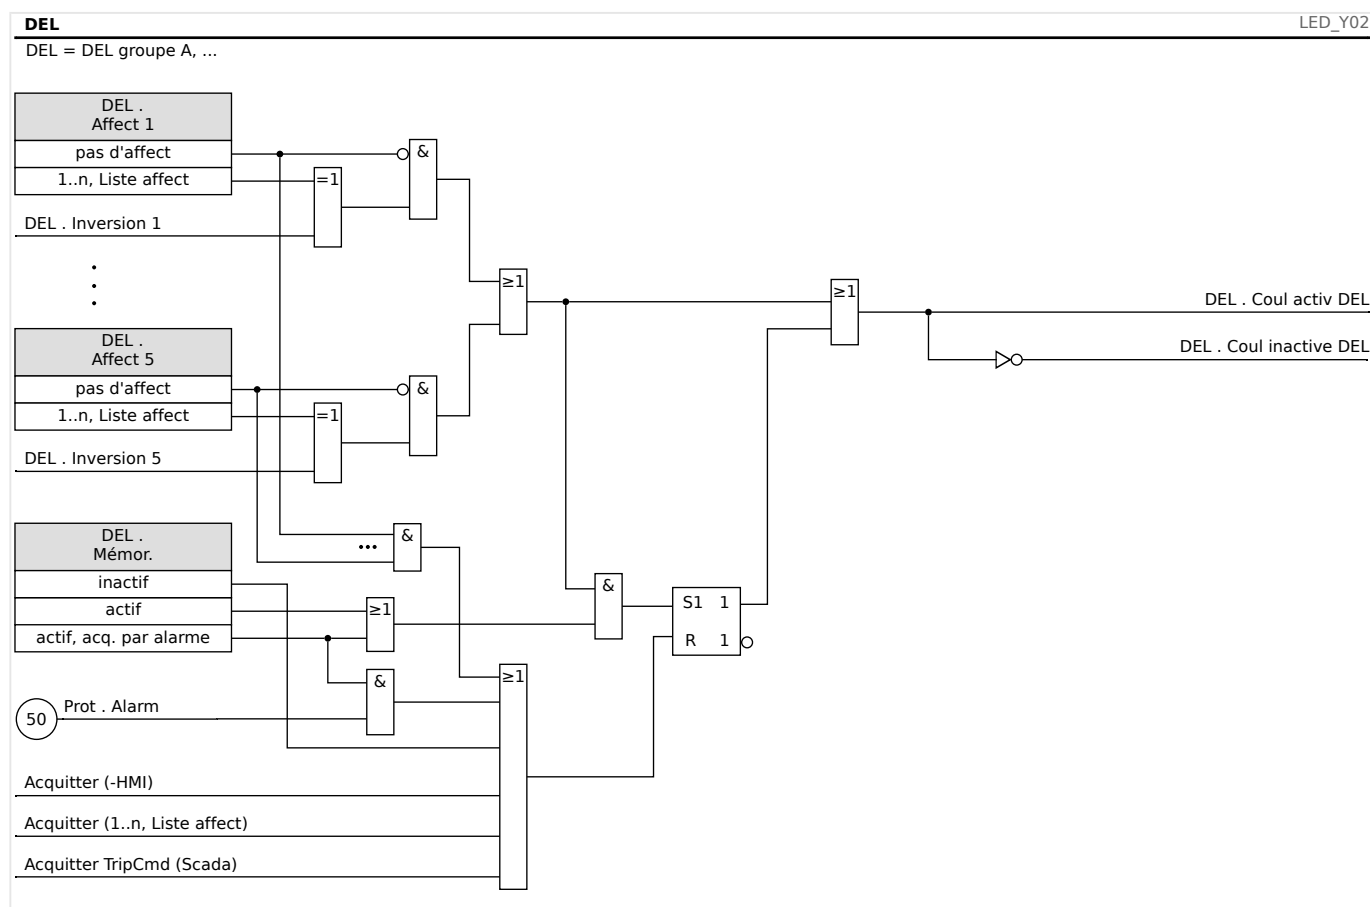 DEL
LED_Y02
DEL = DEL groupe A, ...
DEL .
Affect 1
pas d'affect
&
1..n, Liste affect
=1
DEL . Inversion 1
≥1
≥1
DEL . Coul activ DEL
DEL .
Affect 5
DEL . Coul inactive DEL
pas d'affect
&
1..n, Liste affect
=1
DEL . Inversion 5
DEL .
Mémor.
&
...
inactif
&
actif
≥1
S1 1
actif, acq. par alarme
R 1
&
≥1
50
Prot . Alarm
Acquitter (-HMI)
Acquitter (1..n, Liste affect)
Acquitter TripCmd (Scada)